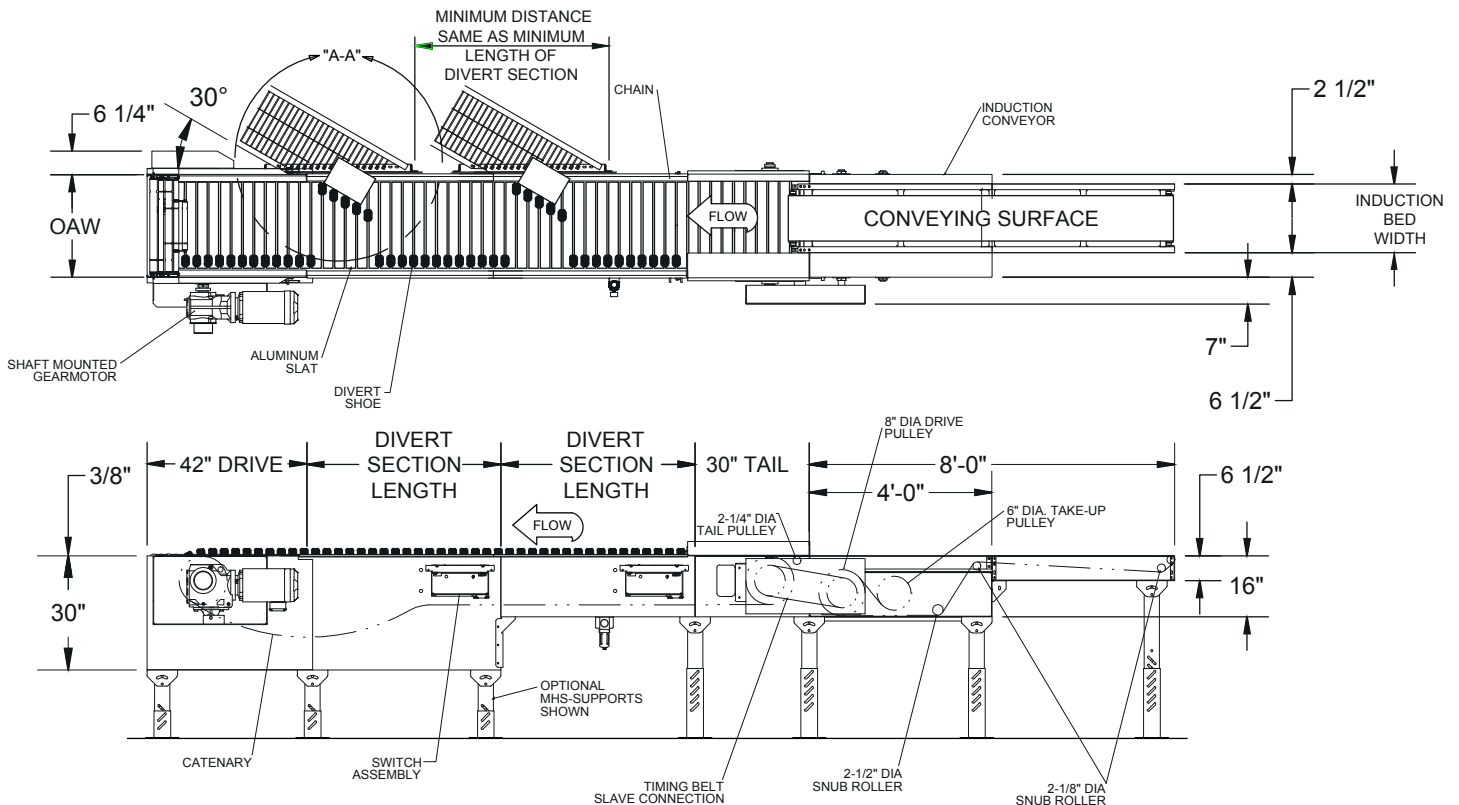 MINIMUM DISTANCE
SAME AS MINIMUM
LENGTH OF
DIVERT SECTION
"A-A"
CHAIN
INDUCTION
CONVEYOR
2 1/2"
6 1/4"
30°
OAW
FLOW
CONVEYING SURFACE
INDUCTION
BED
WIDTH
SHAFT MOUNTED
GEARMOTOR
ALUMINUM
SLAT
DIVERT
SHOE
7"
6 1/2"
8" DIA DRIVE
PULLEY
3/8"
42" DRIVE
DIVERT
SECTION
LENGTH
DIVERT
SECTION
LENGTH
30" TAIL
8'-0"
4'-0"
6 1/2"
FLOW
2-1/4" DIA
TAIL PULLEY
6" DIA. TAKE-UP
PULLEY
30"
16"
OPTIONAL
MHS-SUPPORTS
SHOWN
CATENARY
SWITCH
ASSEMBLY
TIMING BELT
SLAVE CONNECTION
2-1/2" DIA
SNUB ROLLER
2-1/8" DIA
SNUB ROLLER